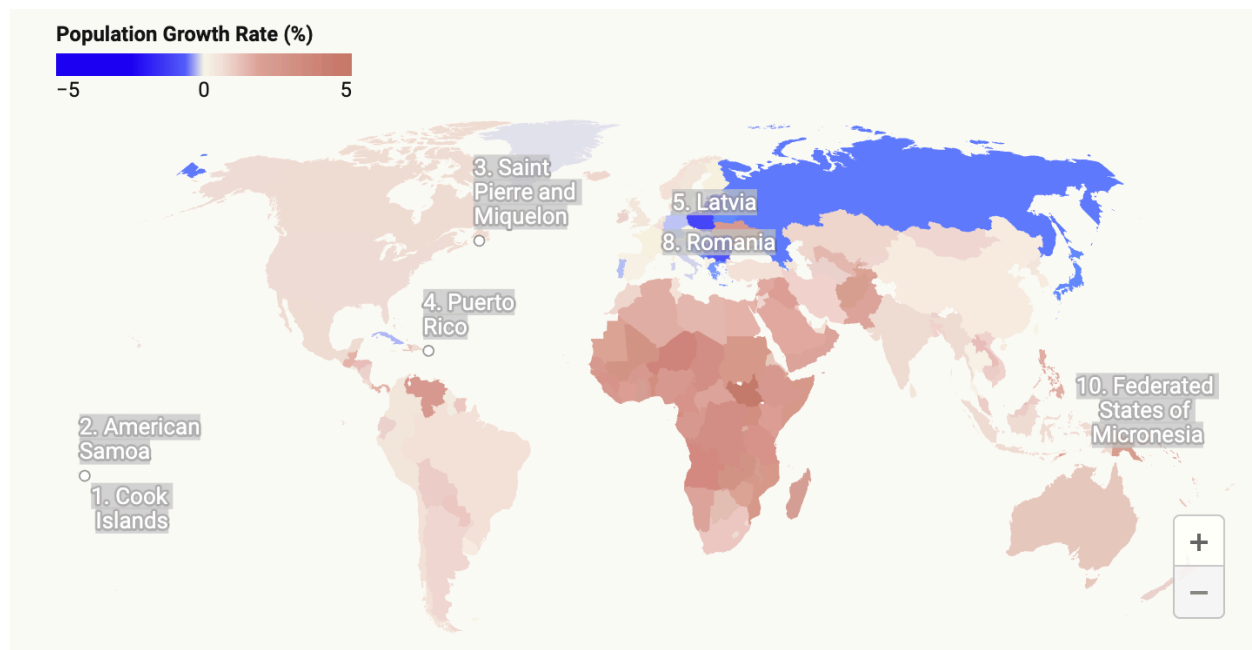 Population Growth Rate (%)
−5 0 5
3. Saint
Pierre and
Miquelon
5. Latvia
8. Romania
4. Puerto
Rico
10. Federated
States of
Micronesia
2. American
Samoa
1. Cook
Islands
+
−